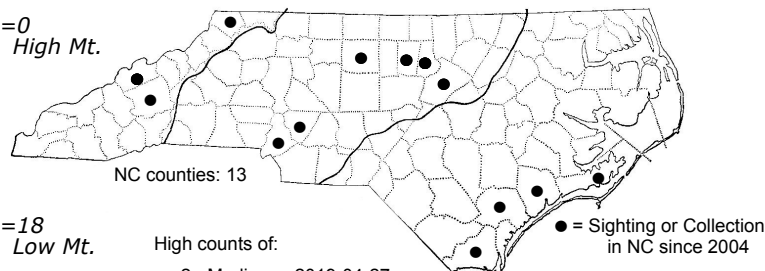 =0
High Mt.
NC counties: 13
=18
Low Mt.
High counts of:
● = Sighting or Collection
in NC since 2004